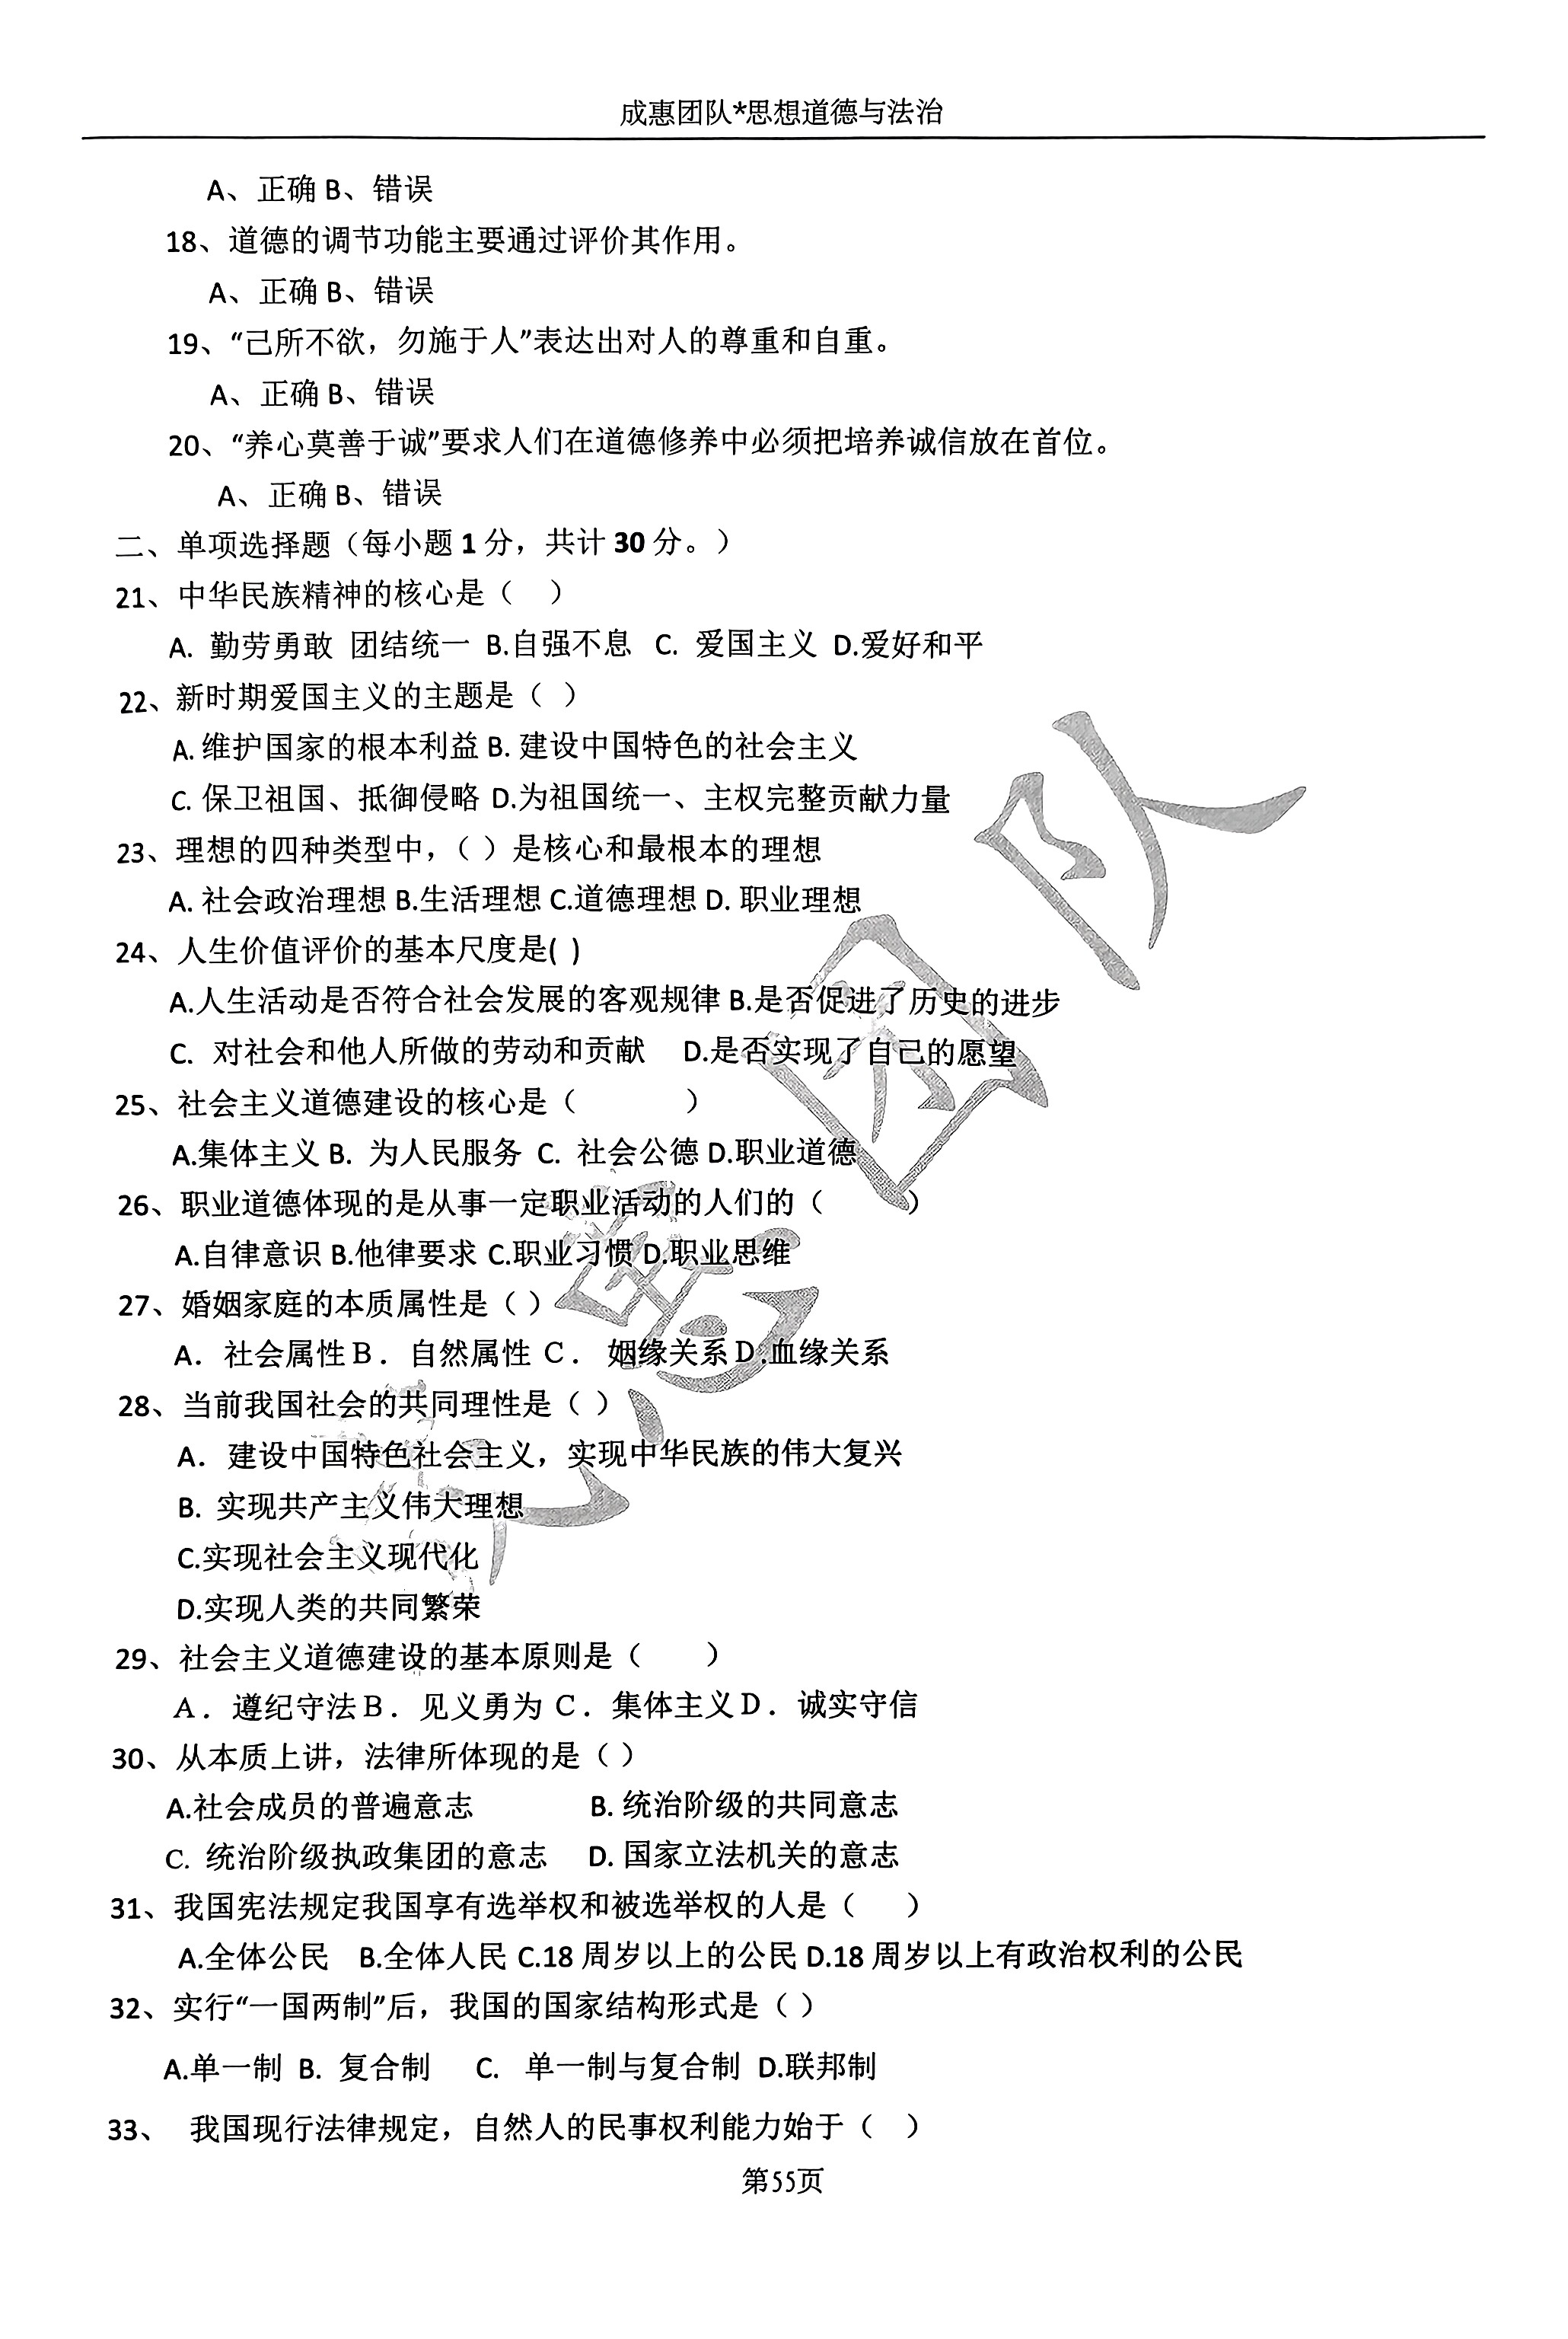 成惠团队*思想道德与法治
A、正确 B、错误
18、道德的调节功能主要通过评价其作用。
A、正确 B、错误
19、“己所不欲，勿施于人”表达出对人的尊重和自重。
A、正确 B、错误
20、“养心莫善于诚”要求人们在道德修养中必须把培养诚信放在首位。
A、正确 B、错误
二、单项选择题（每小题 1 分，共计 30 分。）
21、中华民族精神的核心是（ ）
A. 勤劳勇敢 团结统一 B.自强不息 C. 爱国主义 D.爱好和平
22、新时期爱国主义的主题是（ ）
A. 维护国家的根本利益 B. 建设中国特色的社会主义
C. 保卫祖国、抵御侵略 D.为祖国统一、主权完整贡献力量
23、理想的四种类型中，（ ）是核心和最根本的理想
A. 社会政治理想 B.生活理想 C.道德理想 D. 职业理想
24、人生价值评价的基本尺度是( )
A.人生活动是否符合社会发展的客观规律 B.是否促进了历史的进步
C. 对社会和他人所做的劳动和贡献 D.是否实现了自己的愿望
25、社会主义道德建设的核心是（ ）
A.集体主义 B. 为人民服务 C. 社会公德 D.职业道德
26、职业道德体现的是从事一定职业活动的人们的（ ）
A.自律意识 B.他律要求 C.职业习惯 D.职业思维
27、婚姻家庭的本质属性是（ ）
A．社会属性 B．自然属性 C． 姻缘关系 D.血缘关系
28、当前我国社会的共同理性是（ ）
A．建设中国特色社会主义，实现中华民族的伟大复兴
B. 实现共产主义伟大理想
C.实现社会主义现代化
D.实现人类的共同繁荣
29、社会主义道德建设的基本原则是（ ）
A．遵纪守法 B．见义勇为 C．集体主义 D．诚实守信
30、从本质上讲，法律所体现的是（ ）
A.社会成员的普遍意志 B. 统治阶级的共同意志
C. 统治阶级执政集团的意志 D. 国家立法机关的意志
31、我国宪法规定我国享有选举权和被选举权的人是（ ）
A.全体公民 B.全体人民 C.18 周岁以上的公民 D.18 周岁以上有政治权利的公民
32、实行“一国两制”后，我国的国家结构形式是（ ）
A.单一制 B. 复合制 C. 单一制与复合制 D.联邦制
33、 我国现行法律规定，自然人的民事权利能力始于（ ）
第55页
成惠团队